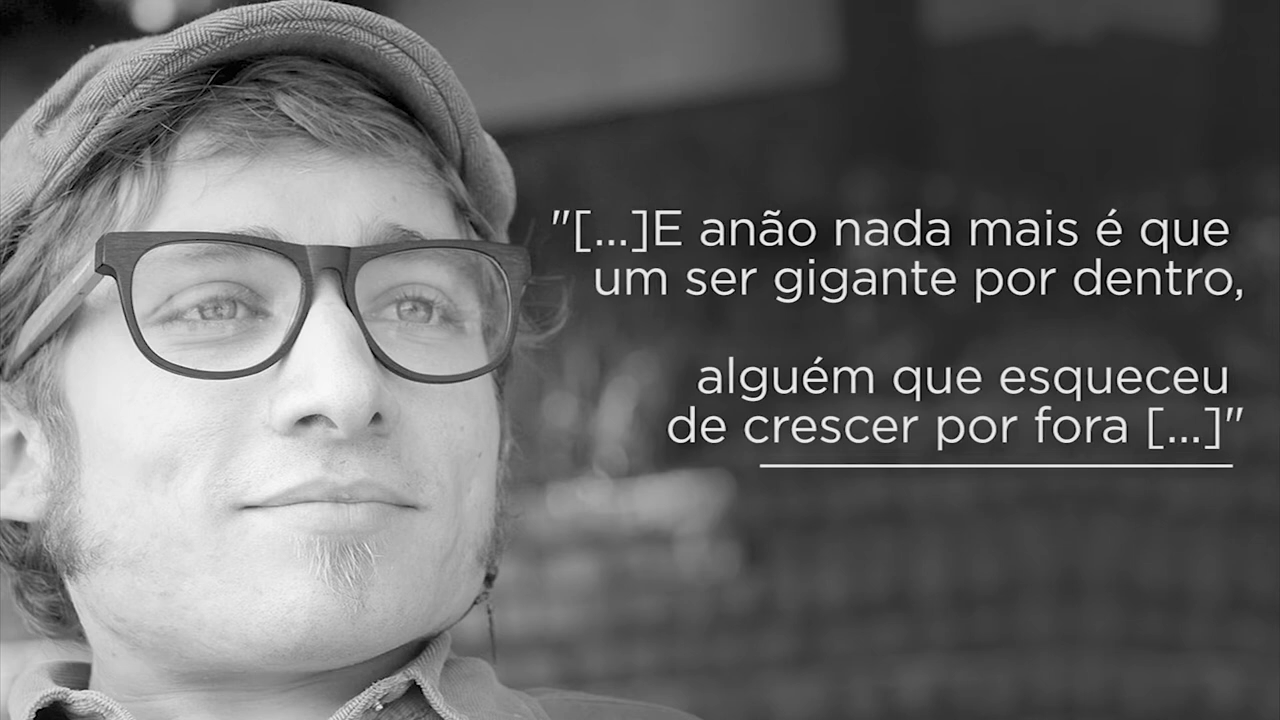 "[...]E anão nada mais é que
um ser gigante por dentro,
alguém que esqueceu
de crescer por fora [...]"